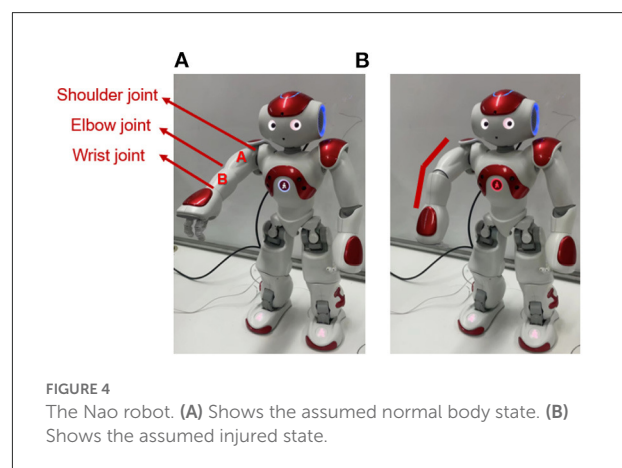 A
B
Shoulder joint
Elbow joint
Wrist joint
A
B
FIGURE 4
The Nao robot. (A) Shows the assumed normal body state. (B)
Shows the assumed injured state.